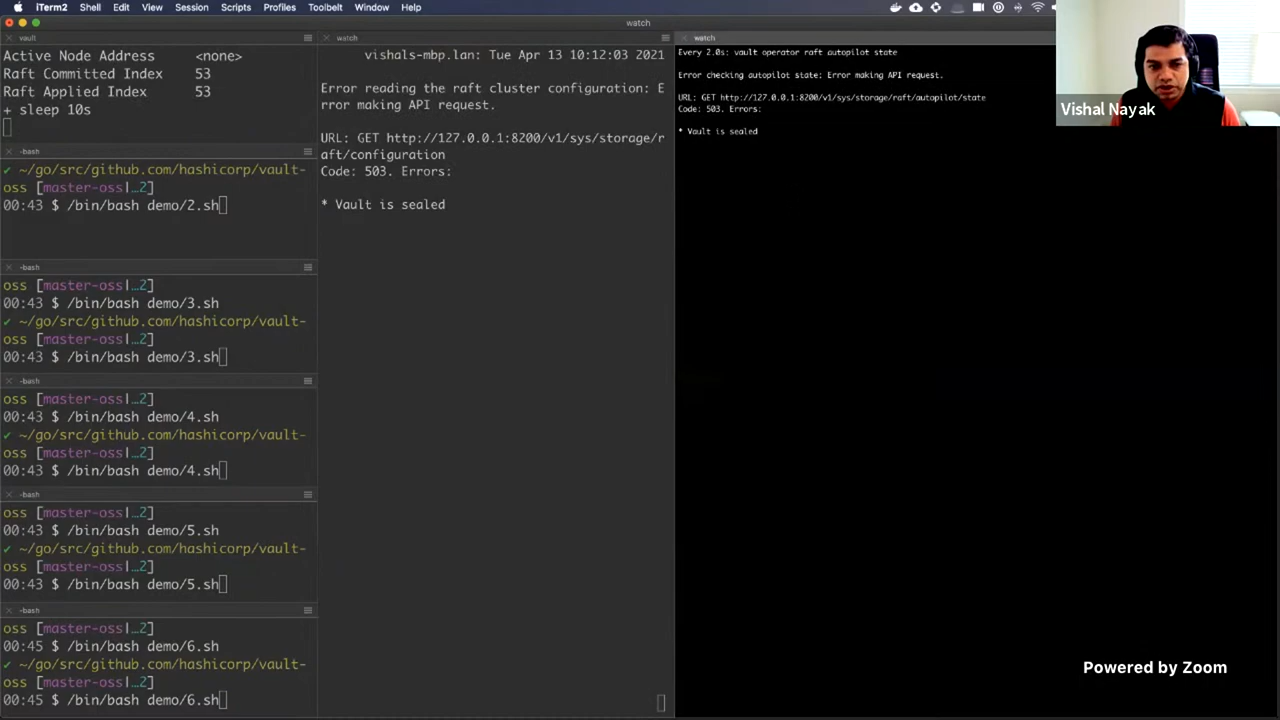 iTerm2 Shell Edit View Session Scripts Profiles Toolbelt Window Help
watch
vault
Active Node Address <none>
Raft Committed Index 53
Raft Applied Index 53
+ sleep 10s
-bash
✔ ~/go/src/github.com/hashicorp/vault-
oss [master-oss|…2]
00:43 $ /bin/bash demo/2.sh
-bash
oss [master-oss|…2]
00:43 $ /bin/bash demo/3.sh
✔ ~/go/src/github.com/hashicorp/vault-
oss [master-oss|…2]
00:43 $ /bin/bash demo/3.sh
-bash
oss [master-oss|…2]
00:43 $ /bin/bash demo/4.sh
✔ ~/go/src/github.com/hashicorp/vault-
oss [master-oss|…2]
00:43 $ /bin/bash demo/4.sh
-bash
oss [master-oss|…2]
00:43 $ /bin/bash demo/5.sh
✔ ~/go/src/github.com/hashicorp/vault-
oss [master-oss|…2]
00:43 $ /bin/bash demo/5.sh
-bash
oss [master-oss|…2]
00:45 $ /bin/bash demo/6.sh
✔ ~/go/src/github.com/hashicorp/vault-
oss [master-oss|…2]
00:45 $ /bin/bash demo/6.sh
watch
vishals-mbp.lan: Tue Apr 13 10:12:03 2021
Error reading the raft cluster configuration: E
rror making API request.
URL: GET http://127.0.0.1:8200/v1/sys/storage/r
aft/configuration
Code: 503. Errors:
* Vault is sealed
watch
Every 2.0s: vault operator raft autopilot state
Error checking autopilot state: Error making API request.
URL: GET http://127.0.0.1:8200/v1/sys/storage/raft/autopilot/state
Code: 503. Errors:
* Vault is sealed
Vishal Nayak
Powered by Zoom